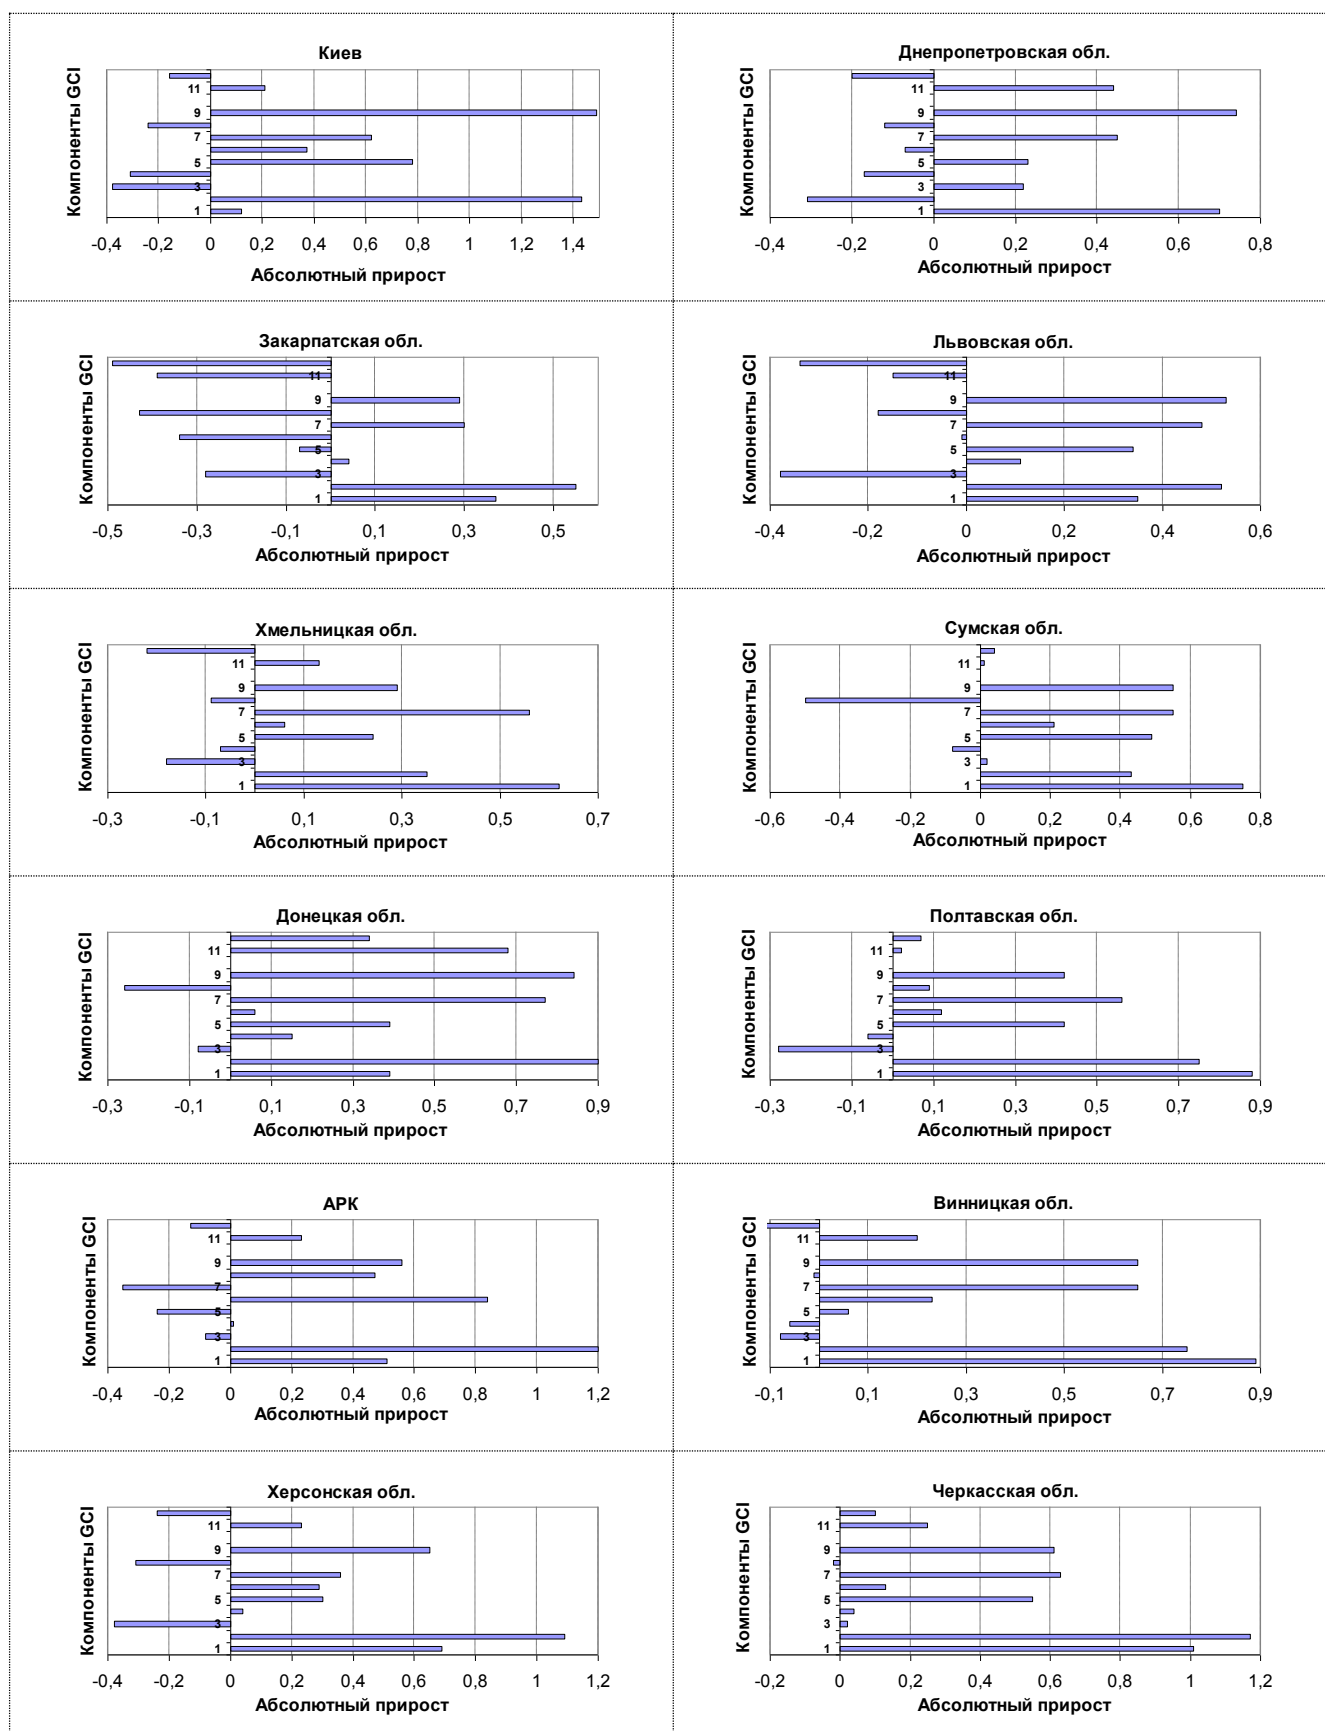 Киев
Компоненты GCI
11
9
7
5
3
1
-0,4 -0,2 0 0,2 0,4 0,6 0,8 1 1,2 1,4
Абсолютный прирост
Днепропетровская обл.
Компоненты GCI
11
9
7
5
3
1
-0,4 -0,2 0 0,2 0,4 0,6 0,8
Абсолютный прирост
Закарпатская обл.
Компоненты GCI
11
9
7
5
3
1
-0,5 -0,3 -0,1 0,1 0,3 0,5
Абсолютный прирост
Львовская обл.
Компоненты GCI
11
9
7
5
3
1
-0,4 -0,2 0 0,2 0,4 0,6
Абсолютный прирост
Хмельницкая обл.
Компоненты GCI
11
9
7
5
3
1
-0,3 -0,1 0,1 0,3 0,5 0,7
Абсолютный прирост
Сумская обл.
Компоненты GCI
11
9
7
5
3
1
-0,6 -0,4 -0,2 0 0,2 0,4 0,6 0,8
Абсолютный прирост
Донецкая обл.
Компоненты GCI
11
9
7
5
3
1
-0,3 -0,1 0,1 0,3 0,5 0,7 0,9
Абсолютный прирост
Полтавская обл.
Компоненты GCI
11
9
7
5
3
1
-0,3 -0,1 0,1 0,3 0,5 0,7 0,9
Абсолютный прирост
АРК
Компоненты GCI
11
9
7
5
3
1
-0,4 -0,2 0 0,2 0,4 0,6 0,8 1 1,2
Абсолютный прирост
Винницкая обл.
Компоненты GCI
11
9
7
5
3
1
-0,1 0,1 0,3 0,5 0,7 0,9
Абсолютный прирост
Херсонская обл.
Компоненты GCI
11
9
7
5
3
1
-0,4 -0,2 0 0,2 0,4 0,6 0,8 1 1,2
Абсолютный прирост
Черкасская обл.
Компоненты GCI
11
9
7
5
3
1
-0,2 0 0,2 0,4 0,6 0,8 1 1,2
Абсолютный прирост